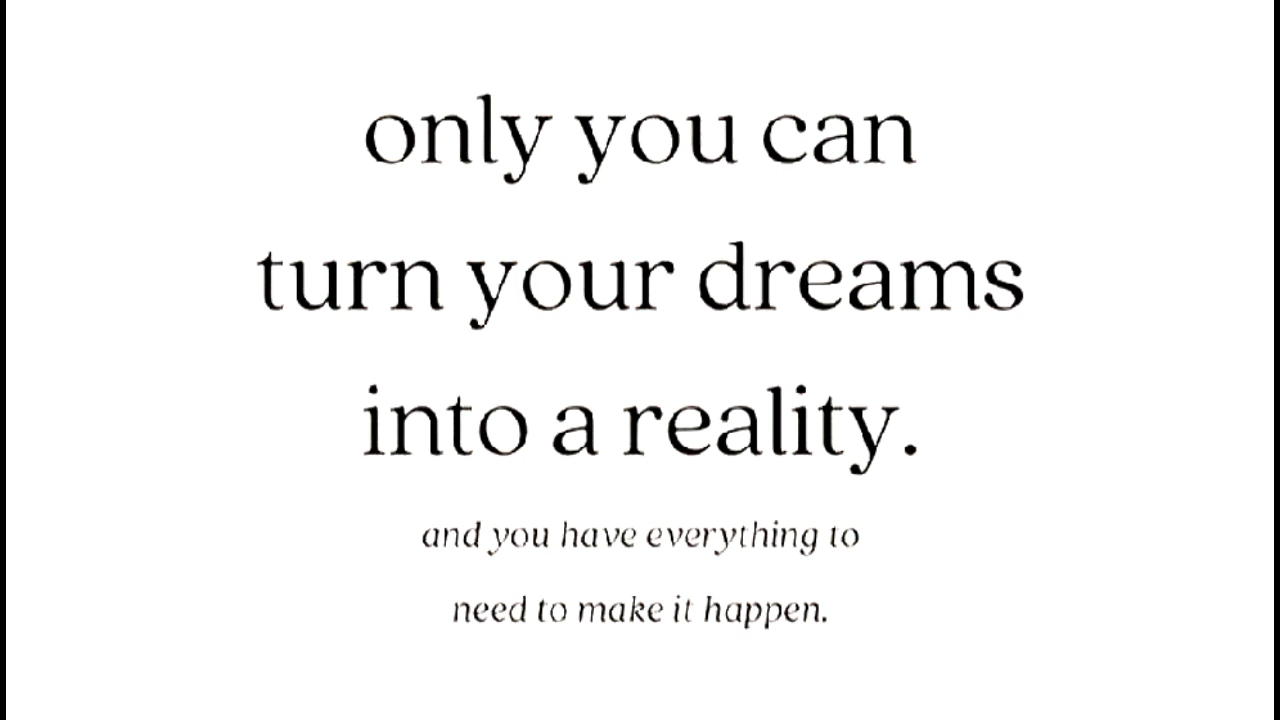 only you can
turn your dreams
into a reality.
and you have everything to
need to make it happen.